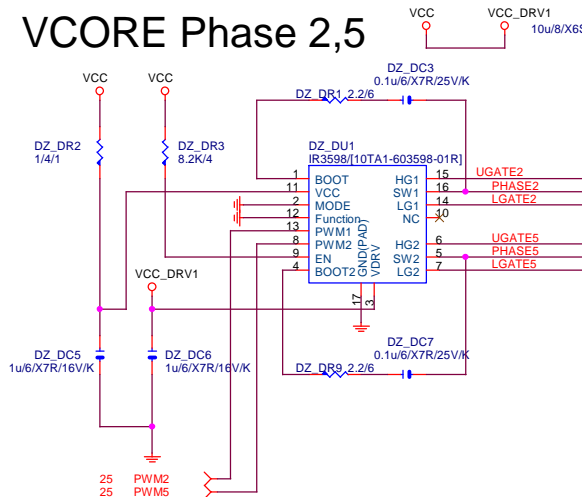 VCORE Phase 2,5
VCC
VCC_DRV1
10u/8/X6S
VCC
VCC
DZ_DC3
0.1u/6/X7R/25V/K
DZ_DR1 2.2/6
DZ_DR2
1/4/1
DZ_DR3
8.2K/4
DZ_DU1
IR3598/[10TA1-603598-01R]
1 BOOT HG1 15 UGATE2
11 VCC SW1 16 PHASE2
2 MODE LG1 14 LGATE2
12 Function NC 10
13 PWM1
8 PWM2 HG2 6 UGATE5
9 EN SW2 5 PHASE5
4 BOOT2 LG2 7 LGATE5
GND(PAD) VDRV
17 3
VCC_DRV1
DZ_DC5
1u/6/X7R/16V/K
DZ_DC6
1u/6/X7R/16V/K
DZ_DC7
0.1u/6/X7R/25V/K
DZ_DR9 2.2/6
25 PWM2
25 PWM5